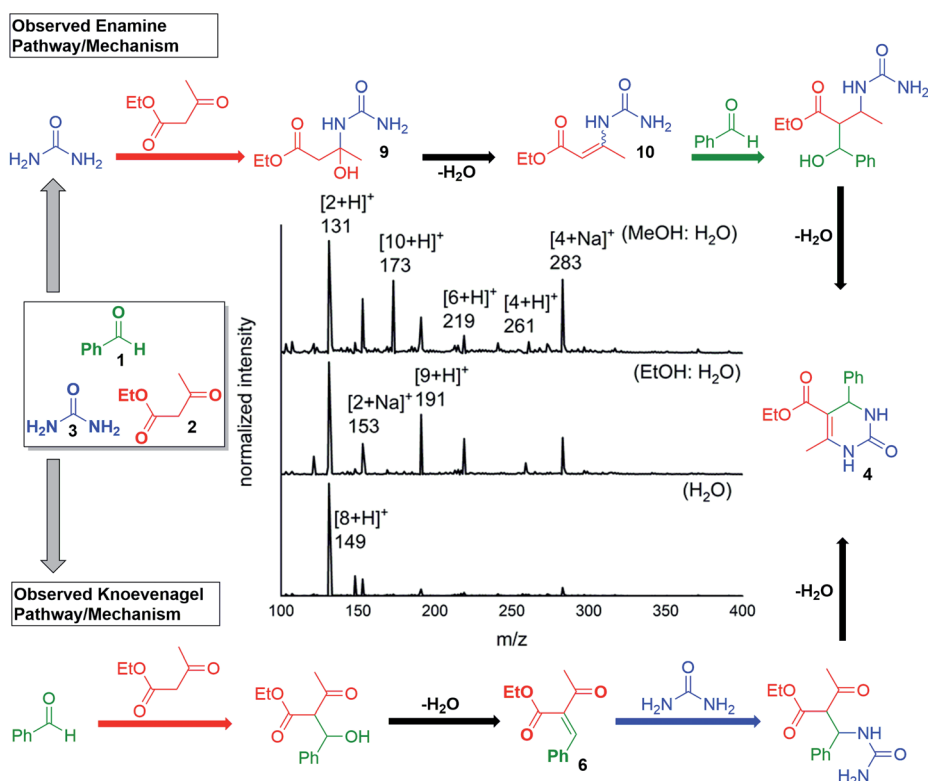 Observed Enamine
Pathway/Mechanism
O
H₂N NH₂
EtO O
O
O
HN NH₂
EtO OH
O
9
-H₂O
O
HN NH₂
EtO
O
10
O
Ph H
O
HN NH₂
EtO
O
HO Ph
-H₂O
O
Ph H
1
O
H₂N NH₂
3
EtO O
O
2
normalized intensity
[2+H]⁺
131
[10+H]⁺
173
[6+H]⁺
219
[4+H]⁺
261
[4+Na]⁺
283
(MeOH: H₂O)
[2+Na]⁺
153
[9+H]⁺
191
(EtOH: H₂O)
[8+H]⁺
149
(H₂O)
100 150 200 250 300 350 400
m/z
Ph
O
EtO NH
N O
H
4
-H₂O
Observed Knoevenagel
Pathway/Mechanism
O
Ph H
EtO O
O
EtO O
O
Ph OH
-H₂O
EtO O
O
Ph
6
O
H₂N NH₂
EtO O
O
Ph NH
O
H₂N